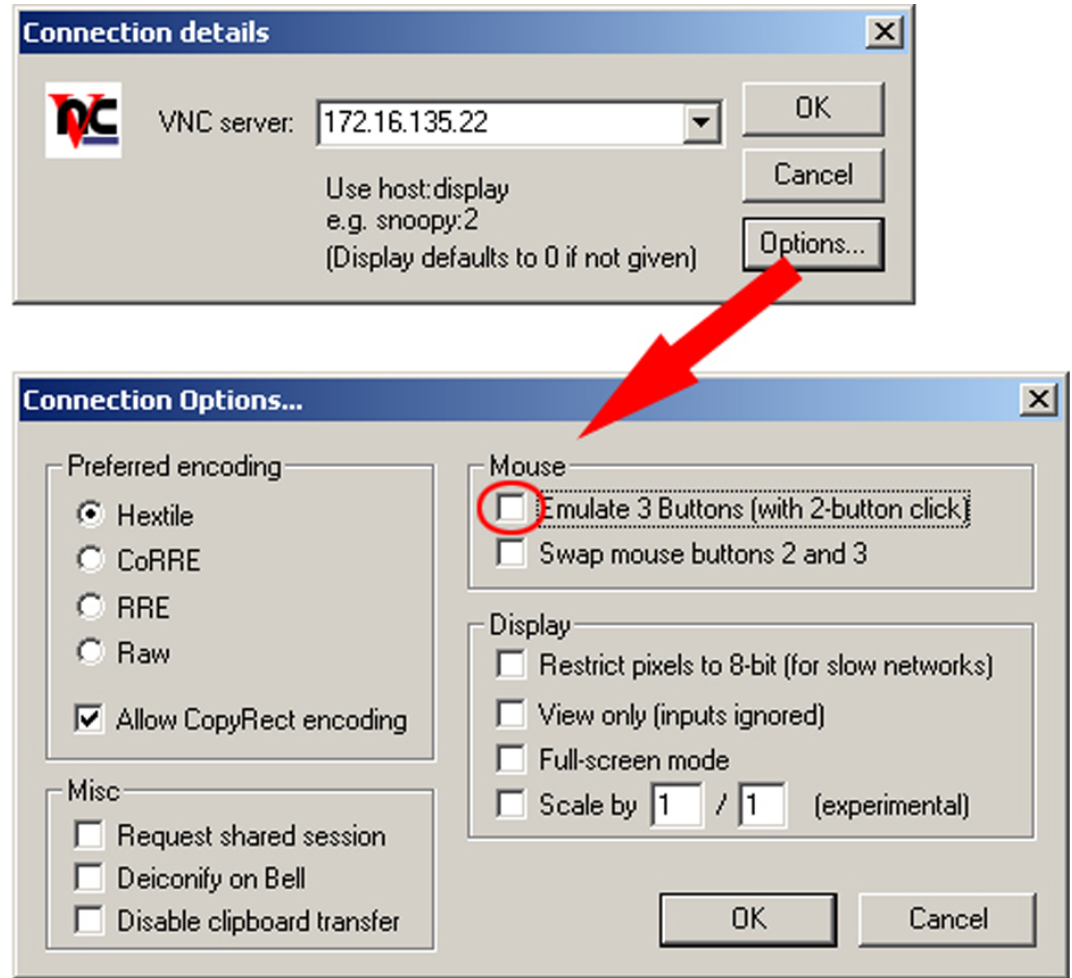 Connection details
VNC
VNC server:
172.16.135.22
OK
Use host:display
e.g. snoopy:2
(Display defaults to 0 if not given)
Cancel
Options...
Connection Options...
Preferred encoding
Hextile
CoRRE
RRE
Raw
Allow CopyRect encoding
Misc
Request shared session
Deiconify on Bell
Disable clipboard transfer
Mouse
Emulate 3 Buttons (with 2-button click)
Swap mouse buttons 2 and 3
Display
Restrict pixels to 8-bit (for slow networks)
View only (inputs ignored)
Full-screen mode
Scale by 1 / 1 (experimental)
OK
Cancel